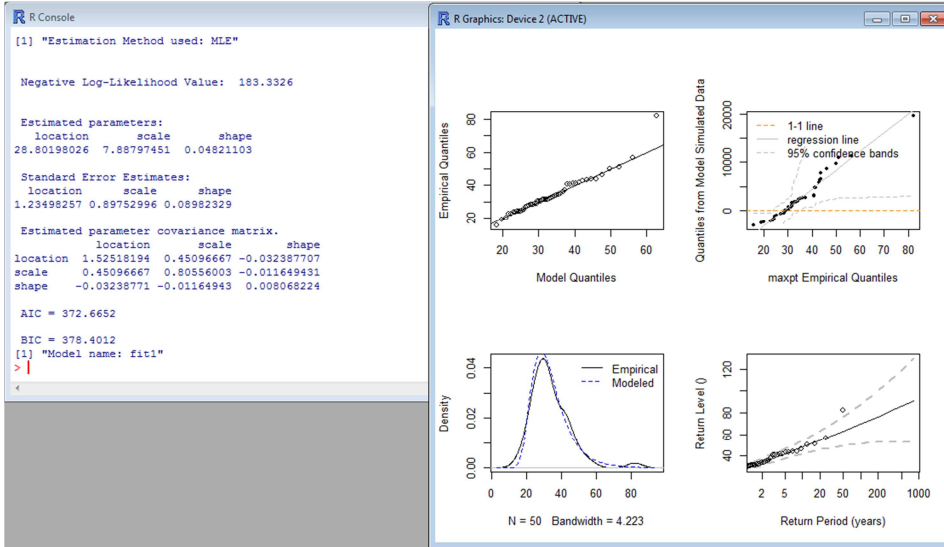 R Console
[1] "Estimation Method used: MLE"
Negative Log-Likelihood Value: 183.3326
Estimated parameters:
location scale shape
28.80198026 7.88797451 0.04821103
Standard Error Estimates:
location scale shape
1.23498257 0.89752996 0.08982329
Estimated parameter covariance matrix.
location scale shape
location 1.52518194 0.45096667 -0.032387707
scale 0.45096667 0.80556003 -0.011649431
shape -0.03238771 -0.01164943 0.008068224
AIC = 372.6652
BIC = 378.4012
[1] "Model name: fit1"
>
R Graphics: Device 2 (ACTIVE)
Empirical Quantiles
80
60
40
20
20 30 40 50 60
Model Quantiles
Quantiles from Model Simulated Data
20000
10000
0
1-1 line
regression line
95% confidence bands
20 30 40 50 60 70 80
maxpt Empirical Quantiles
Density
0.04
0.02
0.00
Empirical
Modeled
0 20 40 60 80
N = 50 Bandwidth = 4.223
Return Level ()
120
80
60
40
2 5 20 50 200 1000
Return Period (years)